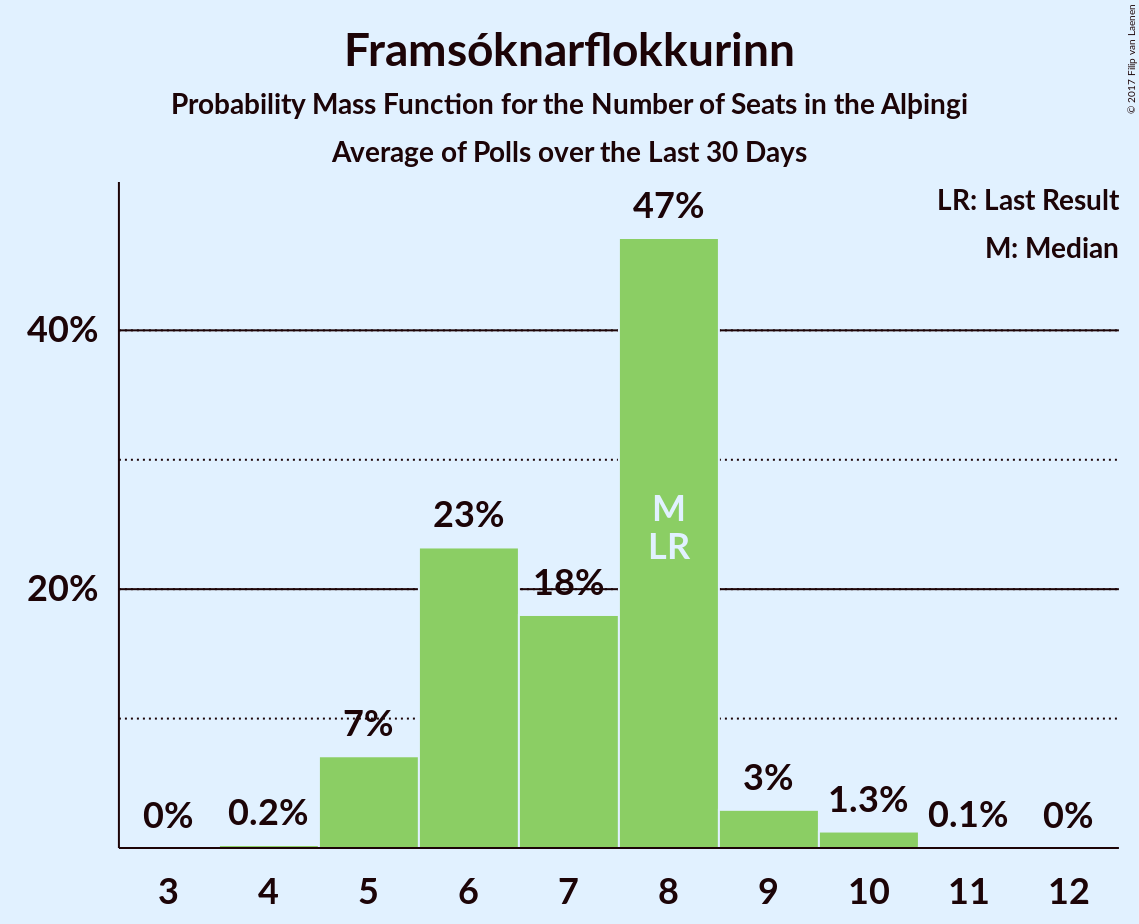 Framsóknarflokkurinn
Probability Mass Function for the Number of Seats in the Alþingi
Average of Polls over the Last 30 Days
© 2017 Filip van Laenen
LR: Last Result
M: Median
40%
20%
0%
0.2%
7%
23%
18%
47%
M
LR
3%
1.3%
0.1%
0%
3 4 5 6 7 8 9 10 11 12